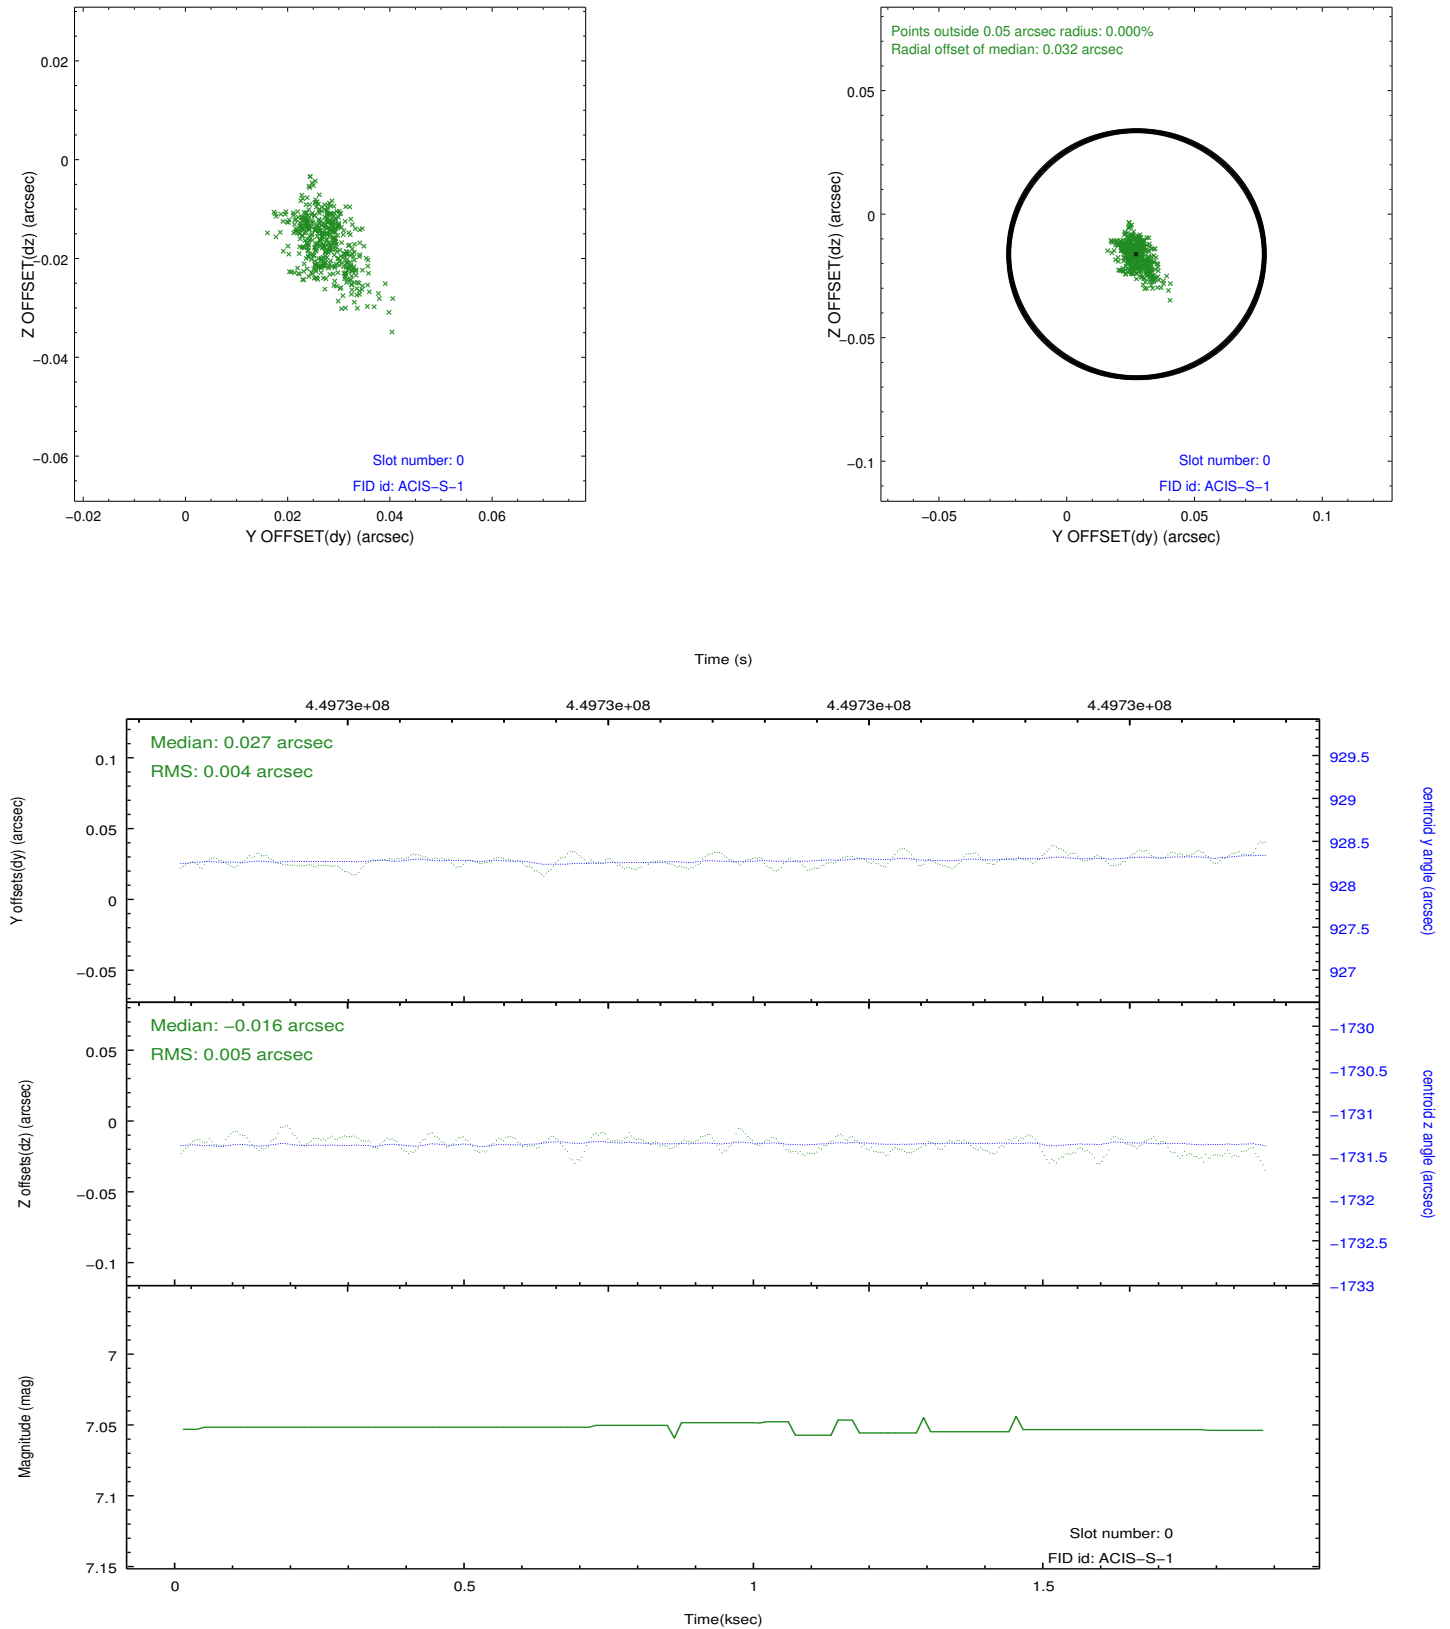 0.02
0
−0.02
−0.04
−0.06
Z OFFSET(dz) (arcsec)
Slot number: 0
FID id: ACIS−S−1
−0.02
0
0.02
0.04
0.06
Y OFFSET(dy) (arcsec)
Points outside 0.05 arcsec radius: 0.000%
Radial offset of median: 0.032 arcsec
0.05
0
−0.05
−0.1
Z OFFSET(dz) (arcsec)
Slot number: 0
FID id: ACIS−S−1
−0.05
0
0.05
0.1
Y OFFSET(dy) (arcsec)
Time (s)
4.4973e+08
4.4973e+08
4.4973e+08
4.4973e+08
Median: 0.027 arcsec
RMS: 0.004 arcsec
0.1
0.05
0
−0.05
Y offsets(dy) (arcsec)
929.5
929
928.5
928
927.5
927
centroid y angle (arcsec)
Median: −0.016 arcsec
RMS: 0.005 arcsec
0.05
0
−0.05
−0.1
Z offsets(dz) (arcsec)
−1730
−1730.5
−1731
−1731.5
−1732
−1732.5
−1733
centroid z angle (arcsec)
7
7.05
7.1
7.15
Magnitude (mag)
Slot number: 0
FID id: ACIS−S−1
0
0.5
1
1.5
Time(ksec)